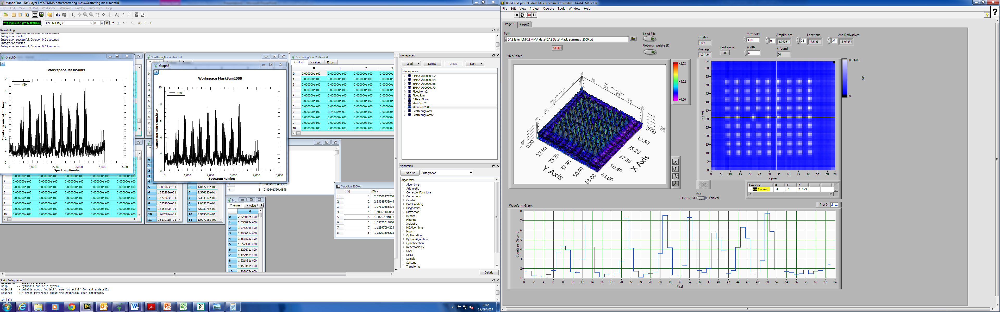 MantidPlot - D:/3 layer LMX/EMMA data/Scattering mask/Scattering mask.mantid
File Edit View 3D Plot Workspace Windows Catalog Interfaces Help
=2158.84; y=6.82866
MS Shell Dlg 2
8
Results Log
Integration started
Integration successful, Duration 0.01 seconds
Integration started
Integration successful, Duration 0.05 seconds
Graph5
1
Workspace MaskSum2
YB0
Counts per microAmp.hour
7
6
5
4
3
2
1
0
0 1,000 2,000 3,000 4,000 5,000
Spectrum Number
ScatteringNorm - Mantid
Graph6
1
Workspace MaskSum2000
YB0
Counts per microAmp.hour
10
8
6
4
2
0
0 1,000 2,000 3,000 4,000 5,000
Spectrum Number
ScatteringNorm2 - Mantid
Y values X values Errors
0 1 2 3
0 0.000000e+00 0.000000e+00 0.000000e+00 0.000000e
1 0.000000e+00 0.000000e+00 0.000000e+00 0.000000e
2 0.000000e+00 0.000000e+00 0.000000e+00 0.000000e
3 0.000000e+00 0.000000e+00 0.000000e+00 0.000000e
4 0.000000e+00 0.000000e+00 0.000000e+00 0.000000e
5 0.000000e+00 0.000000e+00 0.000000e+00 0.000000e
6 0.000000e+00 0.000000e+00 0.000000e+00 0.000000e
7 0.000000e+00 1.248379e-03 0.000000e+00 0.000000e
8 0.000000e+00 0.000000e+00 0.000000e+00 0.000000e
9 0.000000e+00 0.000000e+00 0.000000e+00 0.000000e
10 0.000000e+00 0.000000e+00 0.000000e+00 0.000000e
3 0.000000e+00 0.000000e+00 0.000000e+00 0.000000e+00 0.000000e+00
4 0.000000e+00 0.000000e+00 0.000000e+00 0.000000e+00 0.000000e+00
5 0.000000e+00 0.000000e+00 0.000000e+00 0.000000e+00 0.000000e+00
6 0.000000e+00 0.000000e+00 0.000000e+00 0.000000e+00 0.000000e+00
7 0.000000e+00 0.000000e+00 0.000000e+00 0.000000e+00 0.000000e+00
8 0.000000e+00 0.000000e+00 0.000000e+00 0.000000e+00 0.000000e+00
9 0.000000e+00 0.000000e+00 0.000000e+00 0.000000e+00 0.000000e+00
10 0.000000e+00 0.000000e+00 0.000000e+00 0.000000e+00 0.000000e+00
5 1.809763e+01
6 1.552882e+01
7 1.577368e+01
8 1.535700e+01
9 1.615599e+01
10 1.467399e+01
11 1.811911e+01
5 1.017741e+00
6 8.376623e-01
7 8.364140e-01
8 9.063232e-01
9 8.623178e-01
10 8.919668e-01
11 1.027728e+00
7 7 0.8376623401362
8 8 0.8364139610898
M...
Y values X value
0
0 2.825082e+00
1 2.533897e+00
2 1.073294e+00
3 1.406611e+00
4 1.387573e+00
5 1.357300e+00
6 1.129471e+00
7 1.122917e+00
8 1.221851e+00
9 1.156311e+00
10 1.207807e+00
MaskSum2000-1
1[X] YB0[Y]
1 1 2.82508178200
2 2 2.53389736943
3 3 1.07329388514
4 4 1.40661109053
5 5 1.38757331007
6 6 1.35730011820
7 7 1.12947094223
8 8 1.12291695223
Workspaces
Load Delete Group Sort
Workspaces
EMMA-A00000162
EMMA-A00000164
EMMA-A00000166
EMMA-A00000170
FloodNorm2
FloodSum
InBeamNorm
MaskSum2
MaskSum2000
ScatteringNorm
ScatteringNorm2
Algorithms
Execute Integration
Algorithms
Algorithms
Arithmetic
CorrectionFunctions
Corrections
Crystal
DataHandling
Diagnostics
Diffraction
Events
Filtering
Inelastic
MDAlgorithms
Muon
Optimization
PythonAlgorithms
Quantification
Reflectometry
SANS
SINQ
Sample
Splitting
Transforms
Details
Script Interpreter
help -> Python's own help system.
object? -> Details about 'object', use 'object??' for extra details.
%guiref -> A brief reference about the graphical user interface.
In [1]:
10:45
19/09/2014
Read and plot 2D data files processed from dae - 64x64LMX V1.vi
File Edit View Project Operate Tools Window Help
Page 1 Page 2
Path
D:\3 layer LMX\EMMA data\DAE Data\Mask_summed_2000.txt
STOP
Load File
Plot/manipulate 3D
std dev
1.09
Average
1.71384
Find Peaks
OK
threshold
4.00
width
4
Amplitudes
0 4.03251
# found
70
Locations
24 1881.6
2nd Derivatives
28 -1.9838
3D Surface
8.03
4.02
0.00
0.00
12.60
25.20
37.80
50.40
63.00
Y Axis
0.00
12.60
25.20
37.80
50.40
63.00
X Axis
64
60
55
50
45
40
35
30
25
20
15
10
5
0
Y pixel
0 5 10 15 20 25 30 35 40 45 50 55 60 64
X pixel
8.03207
0
cps
Cursors: X Y Z
Cursor 0 34 31 2.31793
Axis
Horizontal Vertical
Waveform Graph
Plot 0
Counts per Second
8
7
6
5
4
3
2
1
0 2 4 6 8 10 12 14 16 18 20 22 24 26 28 30 32 34 36 38 40 42 44 46 48 50 52 54 56 58 60 62 64
Pixel